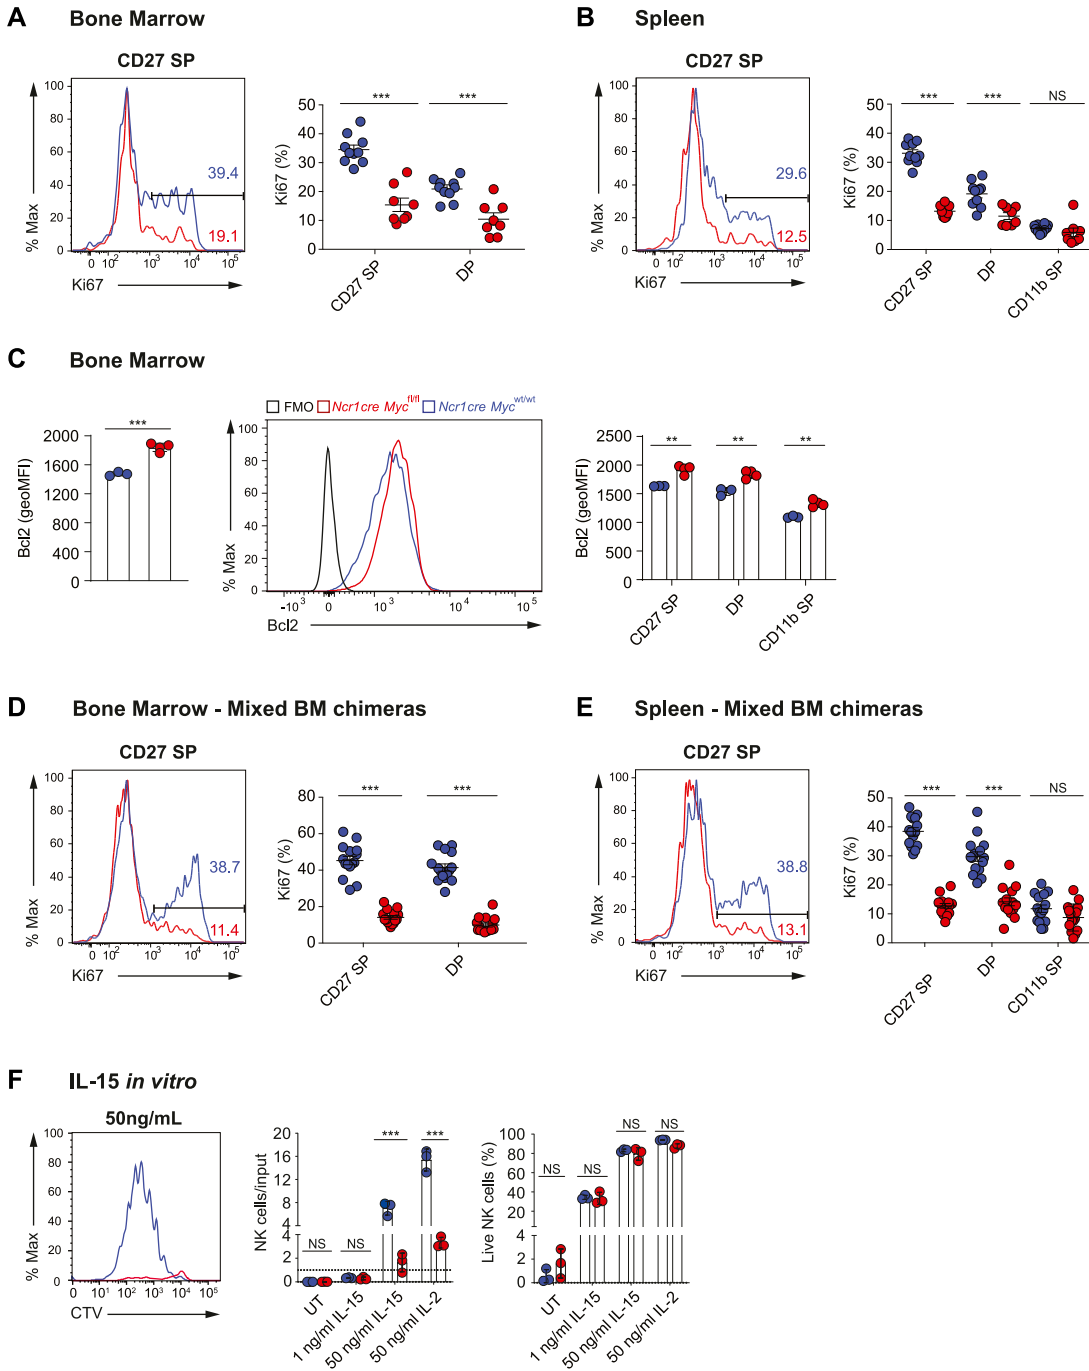 A Bone Marrow
CD27 SP
% Max
100
80
60
40
20
0
39.4
19.1
0 10² 10³ 10⁴ 10⁵
Ki67
Ki67 (%)
50
40
30
20
10
0
*** ***
CD27 SP
DP
B Spleen
CD27 SP
% Max
100
80
60
40
20
0
29.6
12.5
0 10² 10³ 10⁴ 10⁵
Ki67
Ki67 (%)
50
40
30
20
10
0
*** *** NS
CD27 SP
DP
CD11b SP
C Bone Marrow
Bcl2 (geoMFI)
2000
1600
1200
800
400
0
***
FMO Ncr1cre Myc^fl/fl Ncr1cre Myc^wt/wt
% Max
100
80
60
40
20
0
-10³ 0 10³ 10⁴ 10⁵
Bcl2
Bcl2 (geoMFI)
2500
2000
1500
1000
500
0
** ** **
CD27 SP
DP
CD11b SP
D Bone Marrow - Mixed BM chimeras
CD27 SP
% Max
100
80
60
40
20
0
38.7
11.4
0 10² 10³ 10⁴ 10⁵
Ki67
Ki67 (%)
80
60
40
20
0
*** ***
CD27 SP
DP
E Spleen - Mixed BM chimeras
CD27 SP
% Max
100
80
60
40
20
0
38.8
13.1
0 10² 10³ 10⁴ 10⁵
Ki67
Ki67 (%)
50
40
30
20
10
0
*** *** NS
CD27 SP
DP
CD11b SP
F IL-15 in vitro
50ng/mL
% Max
100
80
60
40
20
0
0 10¹ 10² 10³ 10⁴ 10⁵
CTV
NK cells/input
20
16
12
8
4
4
2
1
0
NS NS *** ***
UT
1 ng/ml IL-15
50 ng/ml IL-15
50 ng/ml IL-2
Live NK cells (%)
100
80
60
40
20
4
2
0
NS NS NS NS
UT
1 ng/ml IL-15
50 ng/ml IL-15
50 ng/ml IL-2